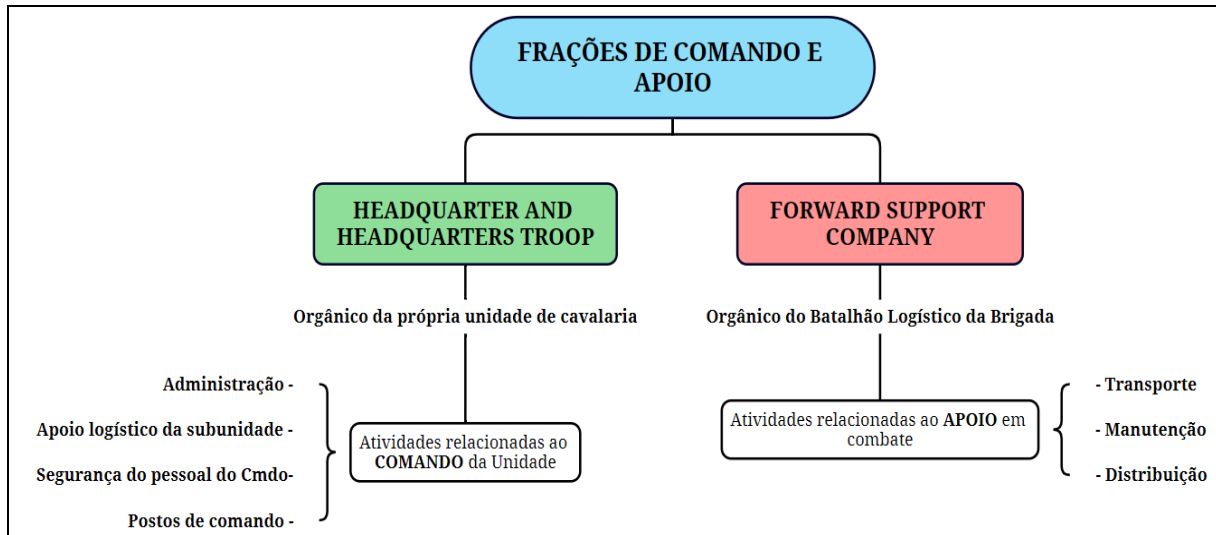 FRAÇÕES DE COMANDO E
APOIO
HEADQUARTER AND
HEADQUARTERS TROOP
FORWARD SUPPORT
COMPANY
Orgânico da própria unidade de cavalaria
Orgânico do Batalhão Logístico da Brigada
Administração -
Apoio logístico da subunidade -
Segurança do pessoal do Cmdo-
Postos de comando -
Atividades relacionadas ao
COMANDO da Unidade
Atividades relacionadas ao APOIO em
combate
- Transporte
- Manutenção
- Distribuição